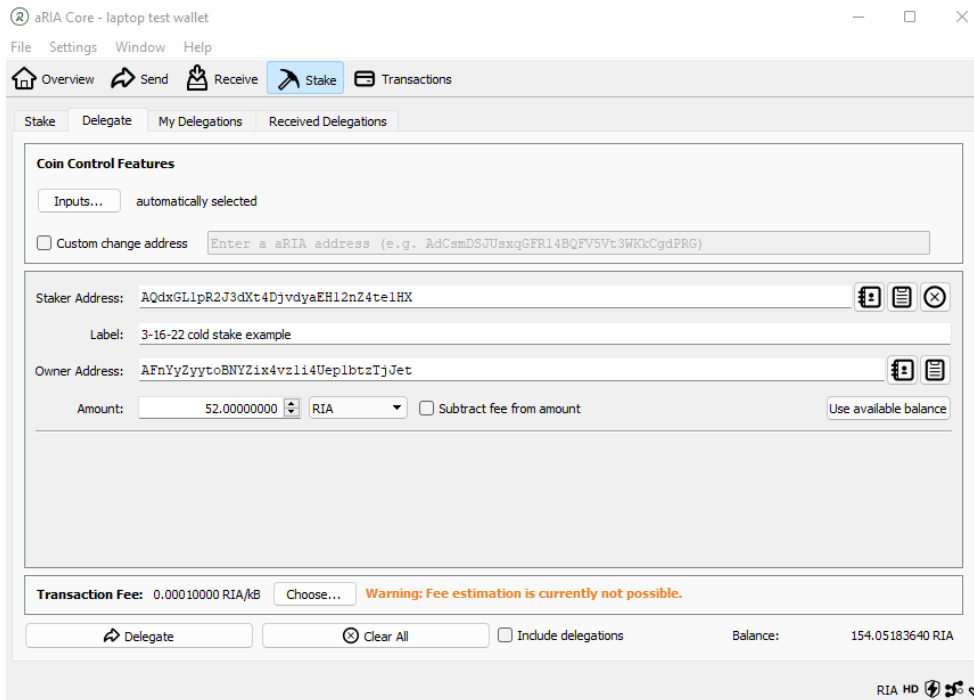 aRIA Core - laptop test wallet
File Settings Window Help
Overview Send Receive Stake Transactions
Stake Delegate My Delegations Received Delegations
Coin Control Features
Inputs... automatically selected
Custom change address Enter a aRIA address (e.g. AdCsmDSJUsxqGFR14BQFV5Vt3WKkCgdPRG)
Staker Address: AQdxGL1pR2J3dXt4DjvdyaEH12nZ4te1HX
Label: 3-16-22 cold stake example
Owner Address: AFnYyZyytoBNYZix4vz1i4Uep1btzTjJet
Amount: 52.00000000 RIA Subtract fee from amount Use available balance
Transaction Fee: 0.00010000 RIA/kB Choose... Warning: Fee estimation is currently not possible.
Delegate Clear All Include delegations Balance: 154.05183640 RIA
RIA HD